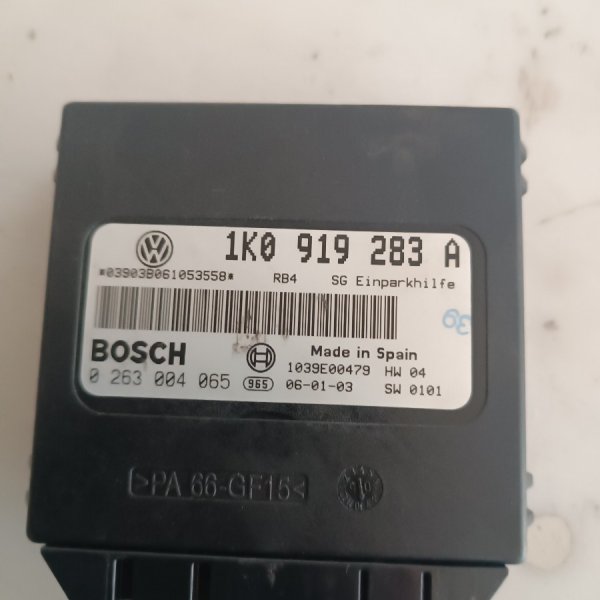 1K0 919 283 A
*03903B061053558* RB4 SG Einparkhilfe
39
BOSCH Made in Spain
1039E00479 HW 04
0 263 004 065 965 06-01-03 SW 0101
>PA 66-GF15<